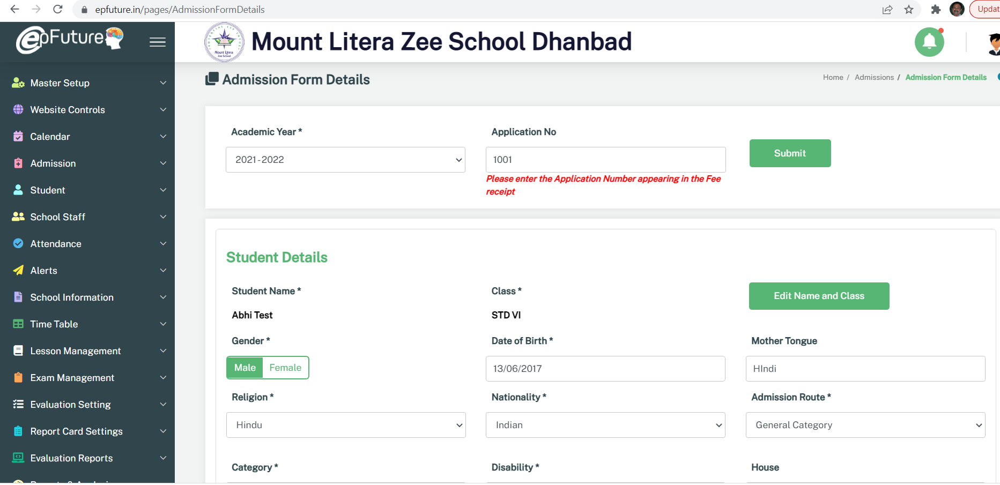 epfuture.in/pages/AdmissionFormDetails
Updat
epFuture
Mount Litera
Zee School
Mount Litera Zee School Dhanbad
Admission Form Details
Home / Admissions / Admission Form Details
Master Setup
Website Controls
Calendar
Admission
Student
School Staff
Attendance
Alerts
School Information
Time Table
Lesson Management
Exam Management
Evaluation Setting
Report Card Settings
Evaluation Reports
Academic Year *
Application No
2021-2022
1001
Submit
Please enter the Application Number appearing in the Fee
receipt
Student Details
Student Name *
Class *
Edit Name and Class
Abhi Test
STD VI
Gender *
Date of Birth *
Mother Tongue
Male
Female
13/06/2017
HIndi
Religion *
Nationality *
Admission Route *
Hindu
Indian
General Category
Category *
Disability *
House